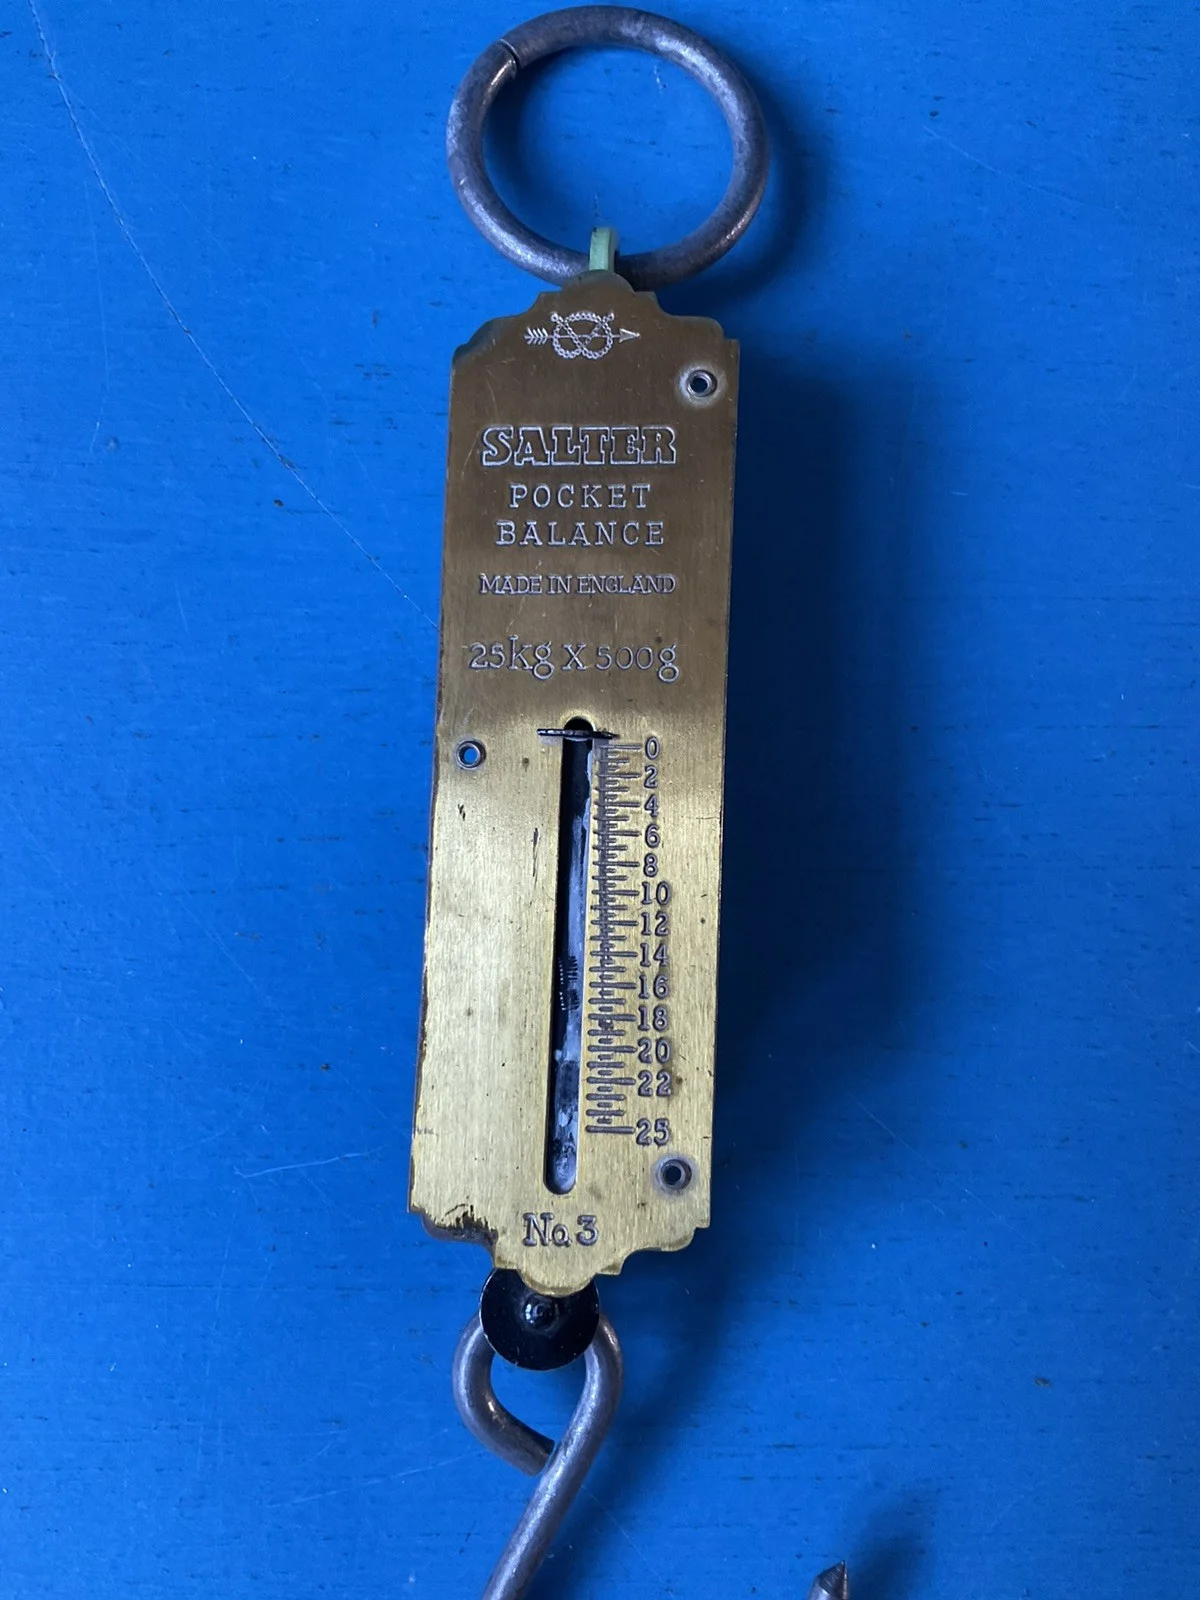 SALTER
POCKET
BALANCE
MADE IN ENGLAND
25kg X 500g
0
2
4
6
8
10
12
14
16
18
20
22
25
No 3